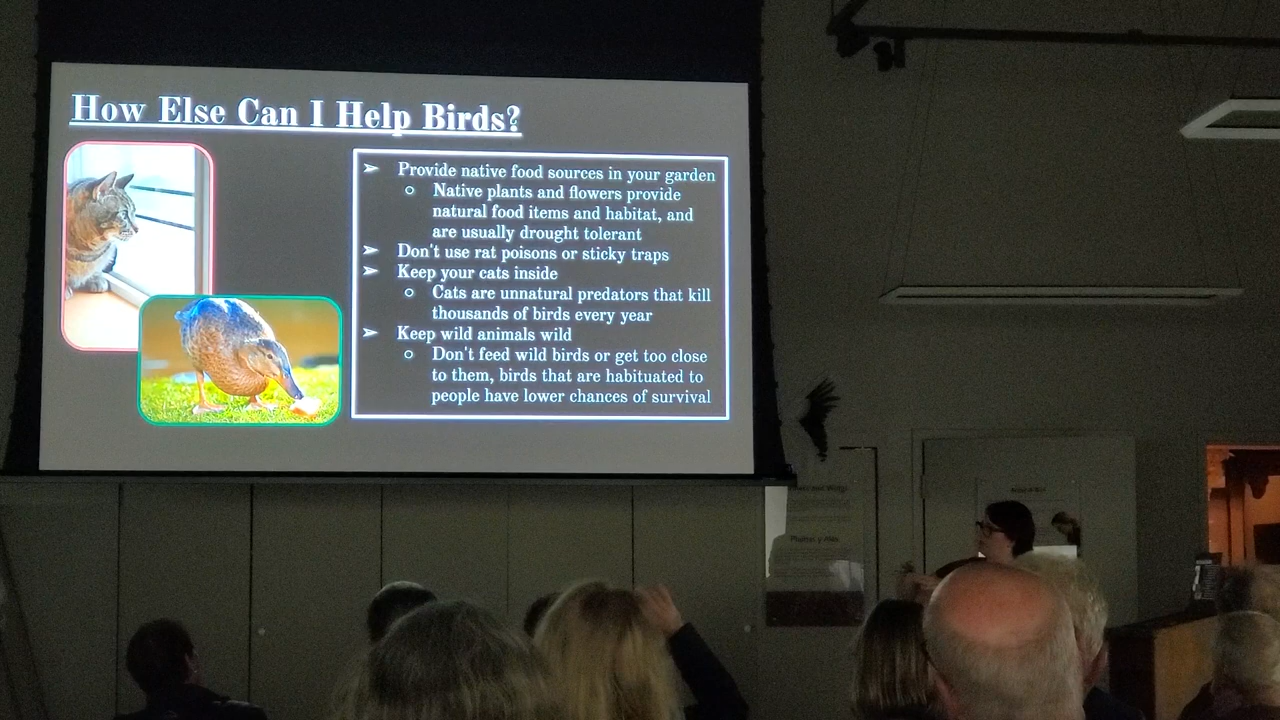 How Else Can I Help Birds?
➤ Provide native food sources in your garden
○ Native plants and flowers provide
natural food items and habitat, and
are usually drought tolerant
➤ Don't use rat poisons or sticky traps
➤ Keep your cats inside
○ Cats are unnatural predators that kill
thousands of birds every year
➤ Keep wild animals wild
○ Don't feed wild birds or get too close
to them, birds that are habituated to
people have lower chances of survival